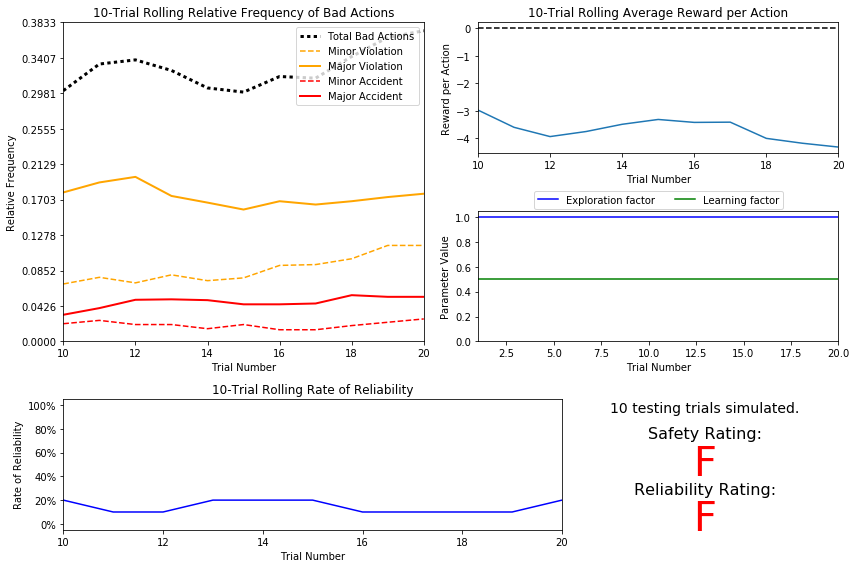 10-Trial Rolling Relative Frequency of Bad Actions
0.3833
0.3407
0.2981
0.2555
0.2129
0.1703
0.1278
0.0852
0.0426
0.0000
Relative Frequency
Total Bad Actions
Minor Violation
Major Violation
Minor Accident
Major Accident
10 12 14 16 18 20
Trial Number
10-Trial Rolling Average Reward per Action
0
−1
−2
−3
−4
Reward per Action
10 12 14 16 18 20
Trial Number
Exploration factor Learning factor
1.0
0.8
0.6
0.4
0.2
0.0
Parameter Value
2.5 5.0 7.5 10.0 12.5 15.0 17.5 20.0
Trial Number
10-Trial Rolling Rate of Reliability
100%
80%
60%
40%
20%
0%
Rate of Reliability
10 12 14 16 18 20
Trial Number
10 testing trials simulated.
Safety Rating:
F
Reliability Rating:
F